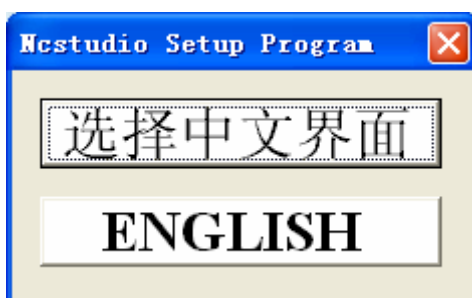 Ncstudio Setup Program
选择中文界面
ENGLISH